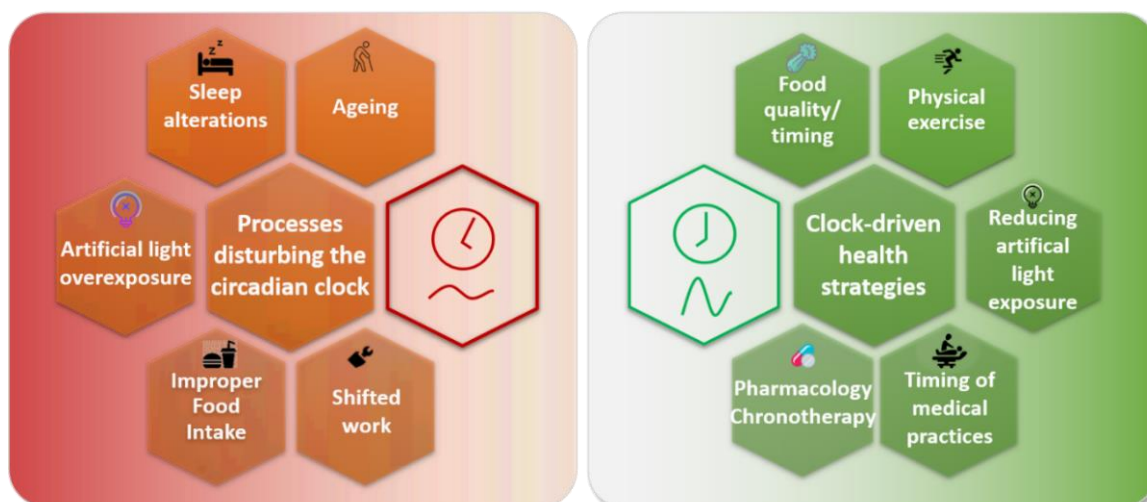 Sleep
alterations
Ageing
Artificial light
overexposure
Processes
disturbing the
circadian clock
Improper
Food
Intake
Shifted
work
Food
quality/
timing
Physical
exercise
Clock-driven
health
strategies
Reducing
artifical
light
exposure
Pharmacology
Chronotherapy
Timing of
medical
practices